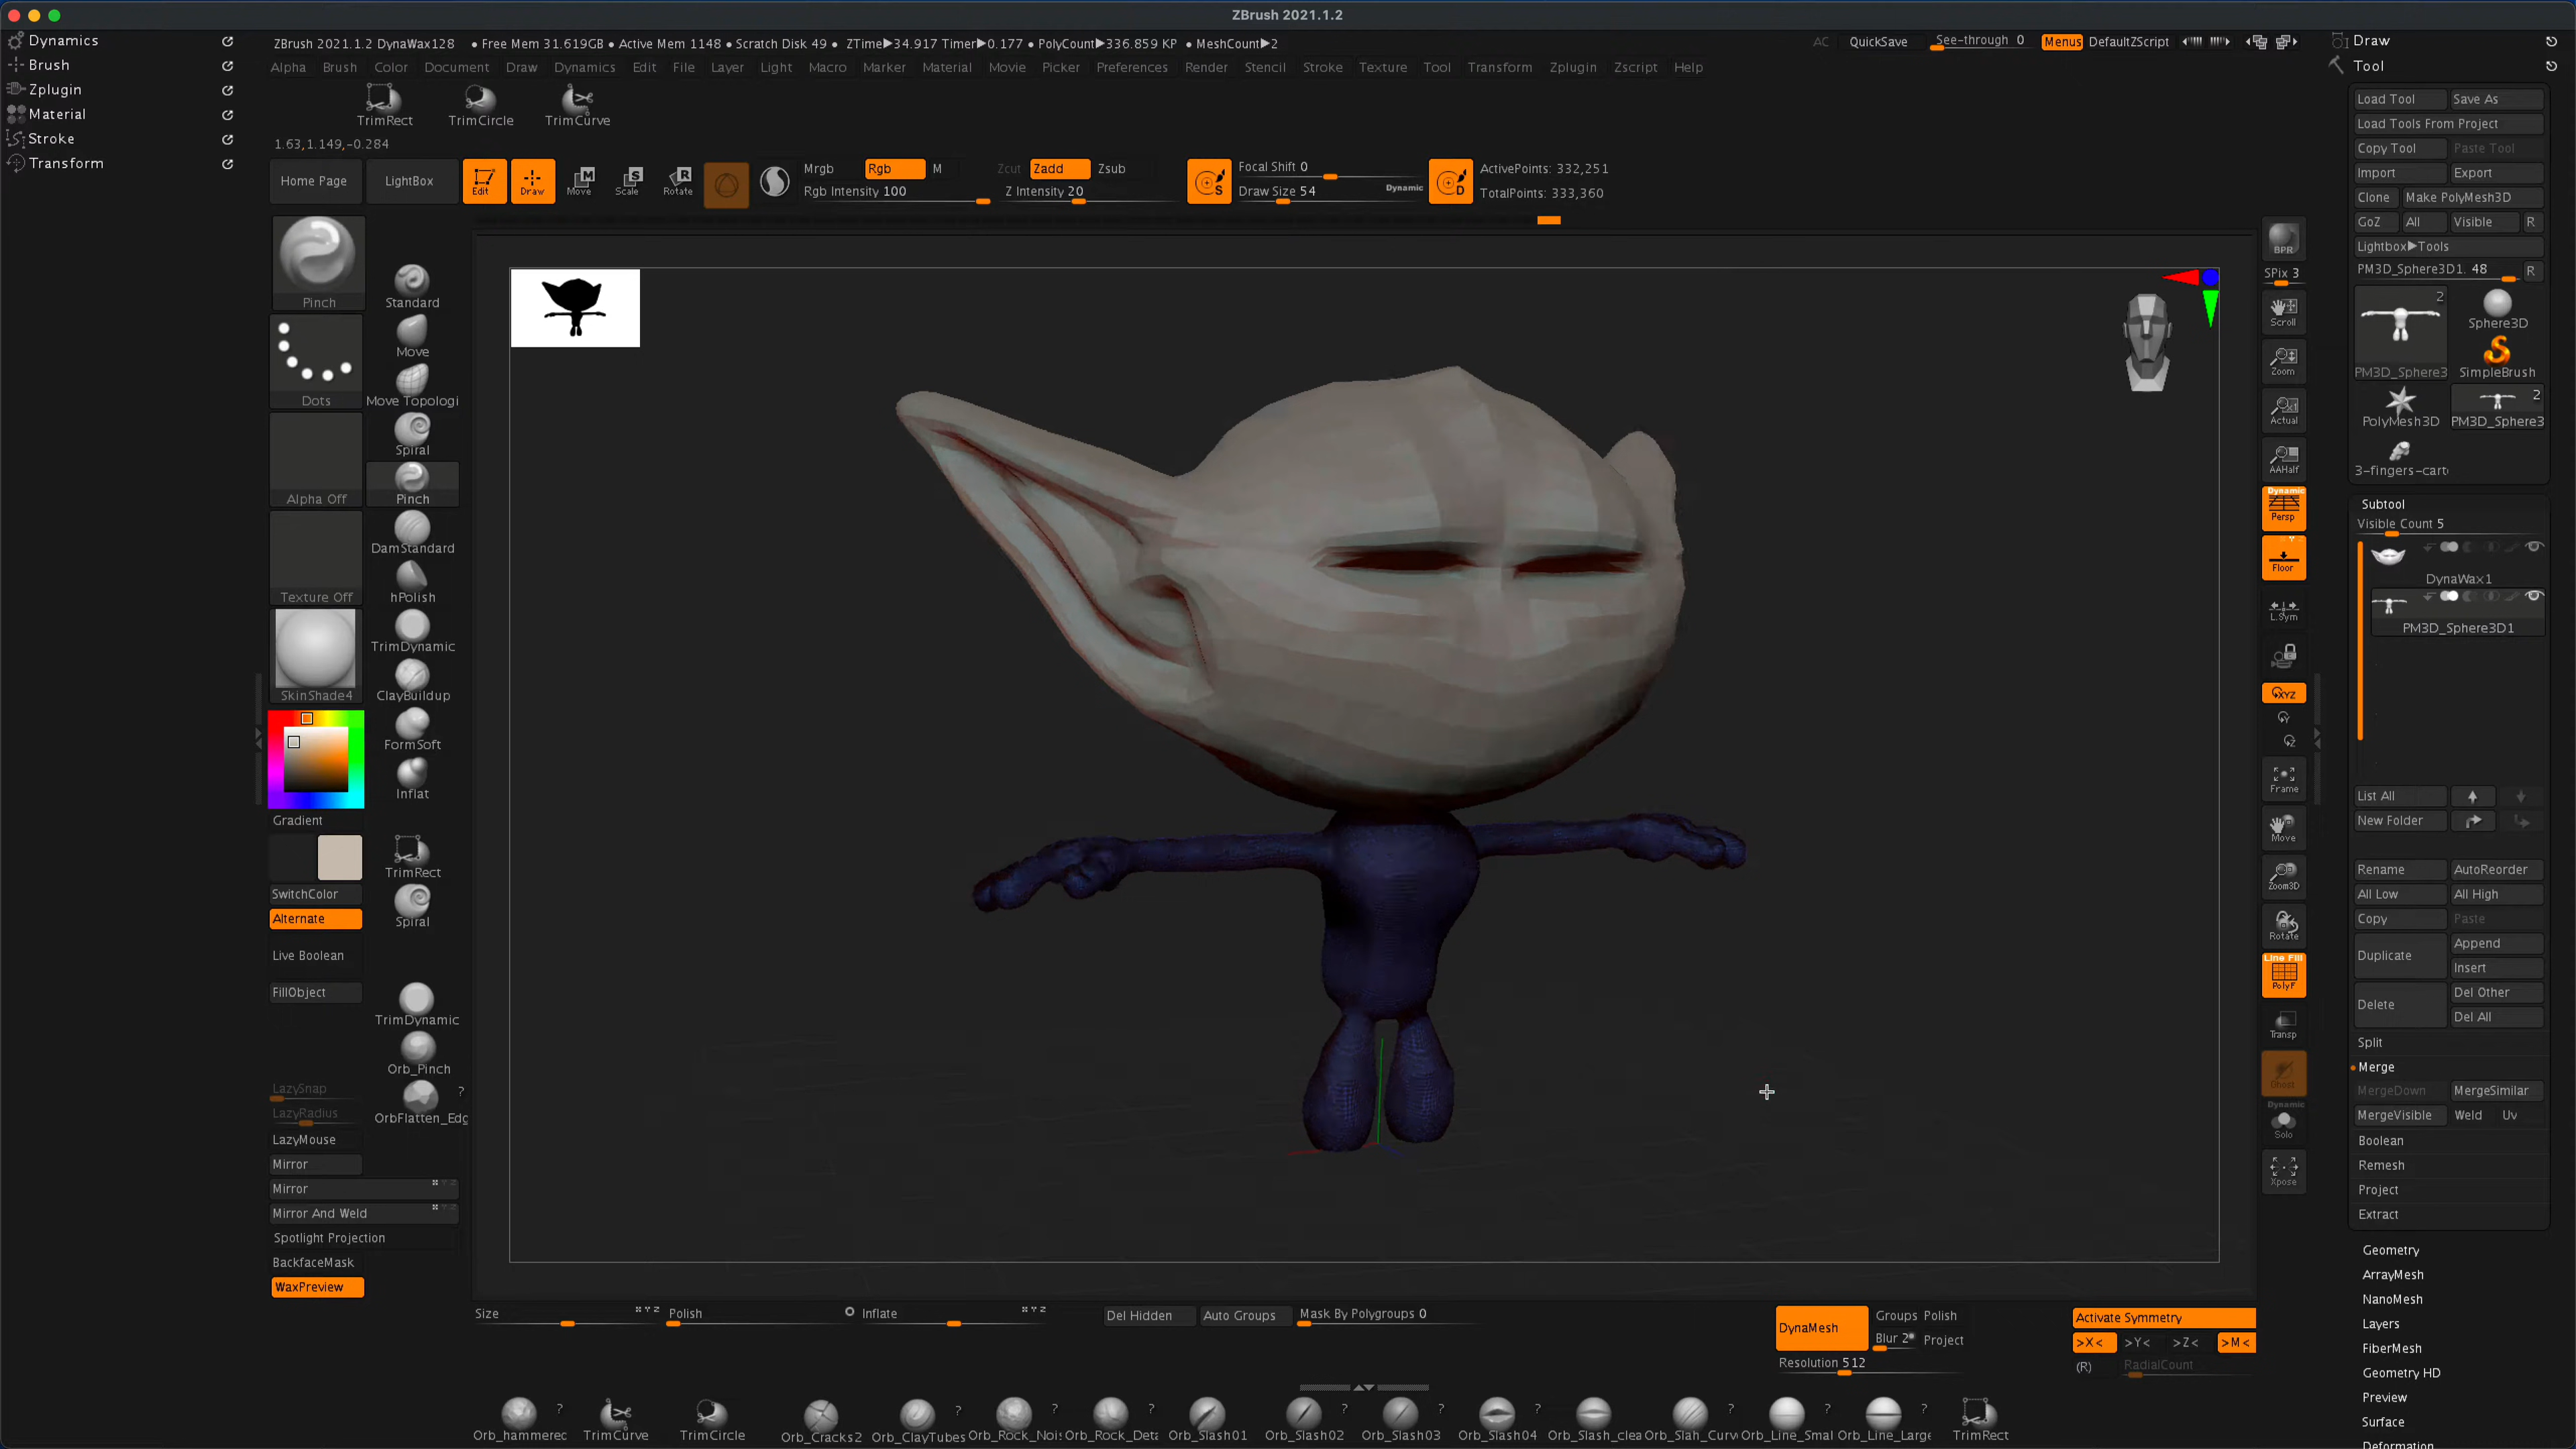 ZBrush 2021.1.2
Dynamics
Brush
Zplugin
Material
Stroke
Transform
ZBrush 2021.1.2 DynaWax128 • Free Mem 31.619GB • Active Mem 1148 • Scratch Disk 49 • ZTime▶34.917 Timer▶0.177 • PolyCount▶336.859 KP • MeshCount▶2
AC QuickSave See-through 0 Menus DefaultZScript
Alpha Brush Color Document Draw Dynamics Edit File Layer Light Macro Marker Material Movie Picker Preferences Render Stencil Stroke Texture Tool Transform Zplugin Zscript Help
TrimRect TrimCircle TrimCurve
1.63,1.149,-0.284
Home Page LightBox Edit Draw Move Scale Rotate
Mrgb Rgb M Zcut Zadd Zsub
Rgb Intensity 100 Z Intensity 20
Focal Shift 0
Draw Size 54 Dynamic
ActivePoints: 332,251
TotalPoints: 333,360
Pinch
Dots
Alpha Off
Texture Off
SkinShade4
Gradient
SwitchColor
Alternate
Live Boolean
FillObject
LazySnap
LazyRadius
LazyMouse
Mirror
Mirror
Mirror And Weld
Spotlight Projection
BackfaceMask
WaxPreview
Standard
Move
Move Topologi
Spiral
Pinch
DamStandard
hPolish
TrimDynamic
ClayBuildup
FormSoft
Inflat
TrimRect
Spiral
TrimDynamic
Orb_Pinch
OrbFlatten_Edg
?
BPR
SPix 3
Scroll
Zoom
Actual
AAHalf
Dynamic
Persp
Floor
L.Sym
XYZ
Y
Z
Frame
Move
Zoom3D
Rotate
Line Fill
PolyF
Transp
Ghost
Dynamic
Solo
Xpose
Draw
Tool
Load Tool Save As
Load Tools From Project
Copy Tool Paste Tool
Import Export
Clone Make PolyMesh3D
GoZ All Visible R
Lightbox▶Tools
PM3D_Sphere3D1. 48 R
2
Sphere3D
PM3D_Sphere3 SimpleBrush
2
PolyMesh3D PM3D_Sphere3
3-fingers-cart
Subtool
Visible Count 5
DynaWax1
PM3D_Sphere3D1
List All
New Folder
Rename AutoReorder
All Low All High
Copy Paste
Duplicate Append
Insert
Delete Del Other
Del All
Split
Merge
MergeDown MergeSimilar
MergeVisible Weld Uv
Boolean
Remesh
Project
Extract
Geometry
ArrayMesh
NanoMesh
Layers
FiberMesh
Geometry HD
Preview
Surface
Deformation
Size Polish Inflate
Del Hidden Auto Groups Mask By Polygroups 0
DynaMesh Groups Polish
Blur 2 Project
Resolution 512
Activate Symmetry
>X< >Y< >Z< >M<
(R) RadialCount
Orb_hammerec ? TrimCurve TrimCircle Orb_Cracks2 Orb_ClayTubes ? Orb_Rock_Nois ? Orb_Rock_Deta ? Orb_Slash01 Orb_Slash02 ? Orb_Slash03 ? Orb_Slash04 ? Orb_Slash_clea Orb_Slah_Curv ? Orb_Line_Smal ? Orb_Line_Large ? TrimRect